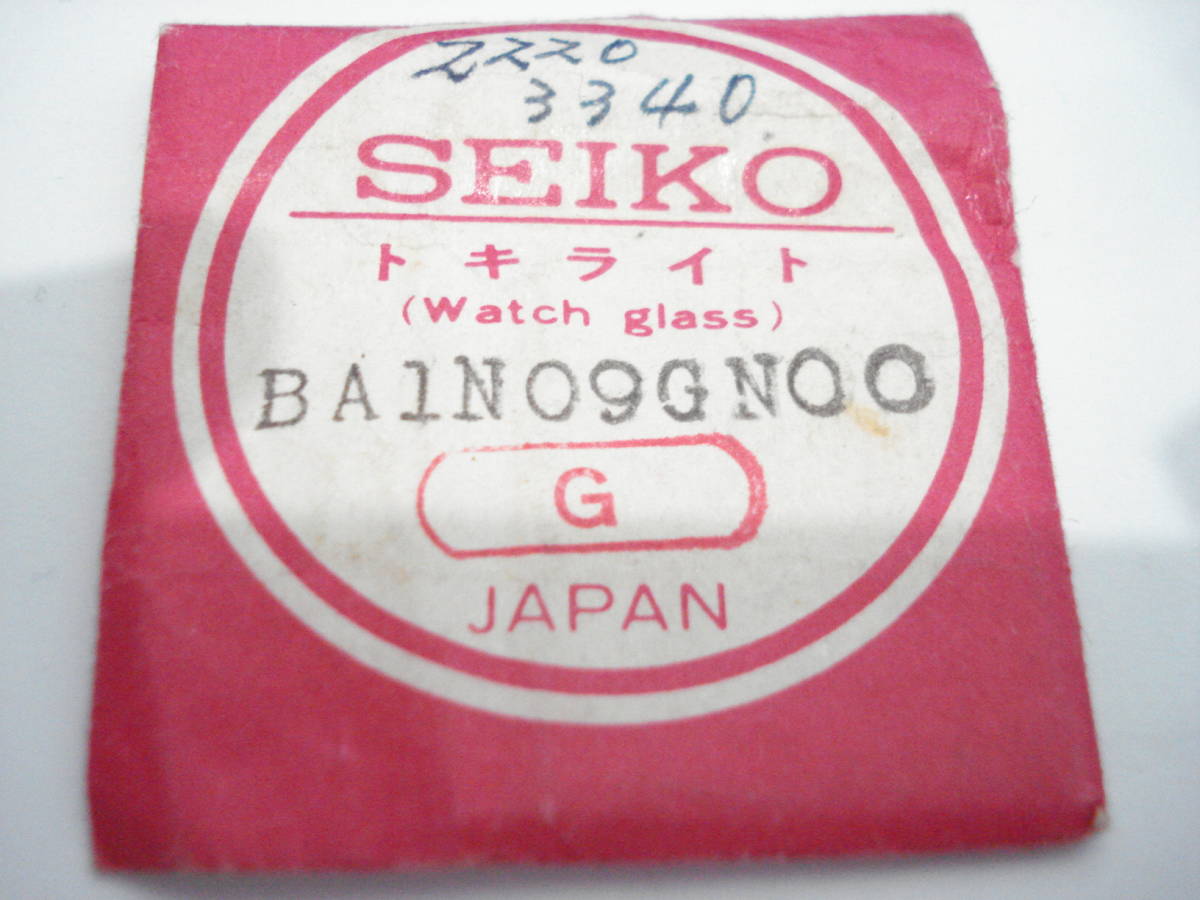 2220
3340
SEIKO
トキライト
(Watch glass)
BA1N09GN00
G
JAPAN